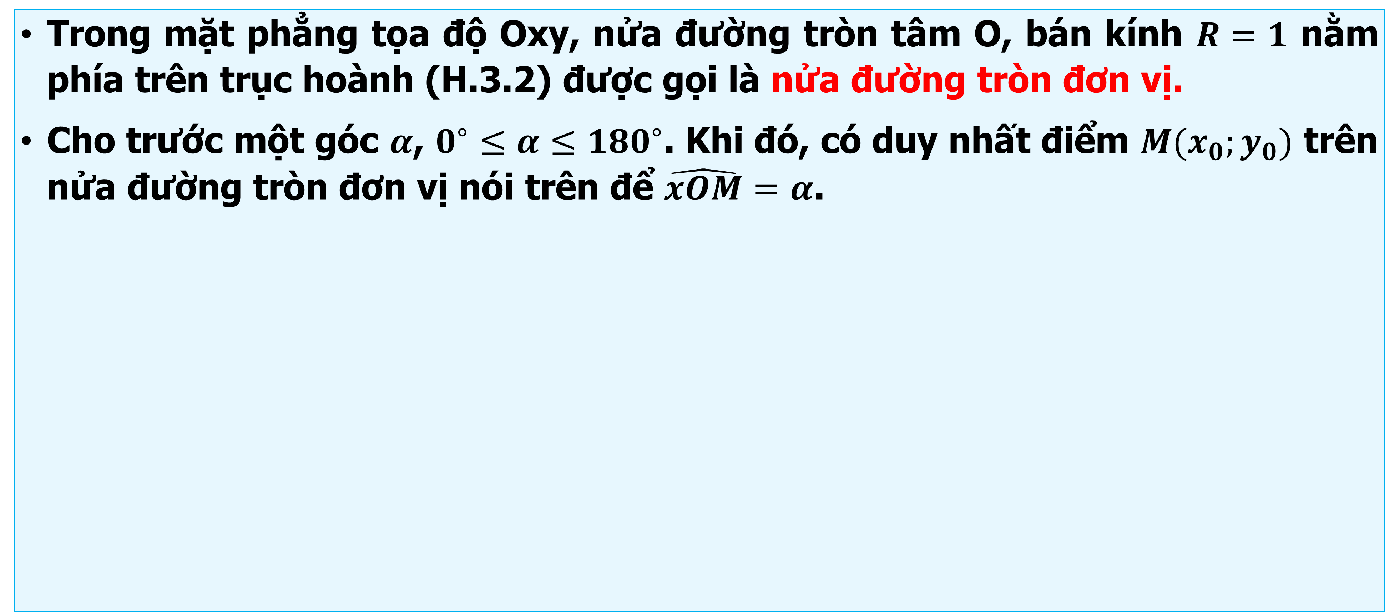 • Trong mặt phẳng tọa độ Oxy, nửa đường tròn tâm O, bán kính R = 1 nằm
phía trên trục hoành (H.3.2) được gọi là nửa đường tròn đơn vị.
• Cho trước một góc α, 0° ≤ α ≤ 180°. Khi đó, có duy nhất điểm M(x₀; y₀) trên
nửa đường tròn đơn vị nói trên để \widehat{xOM} = α.